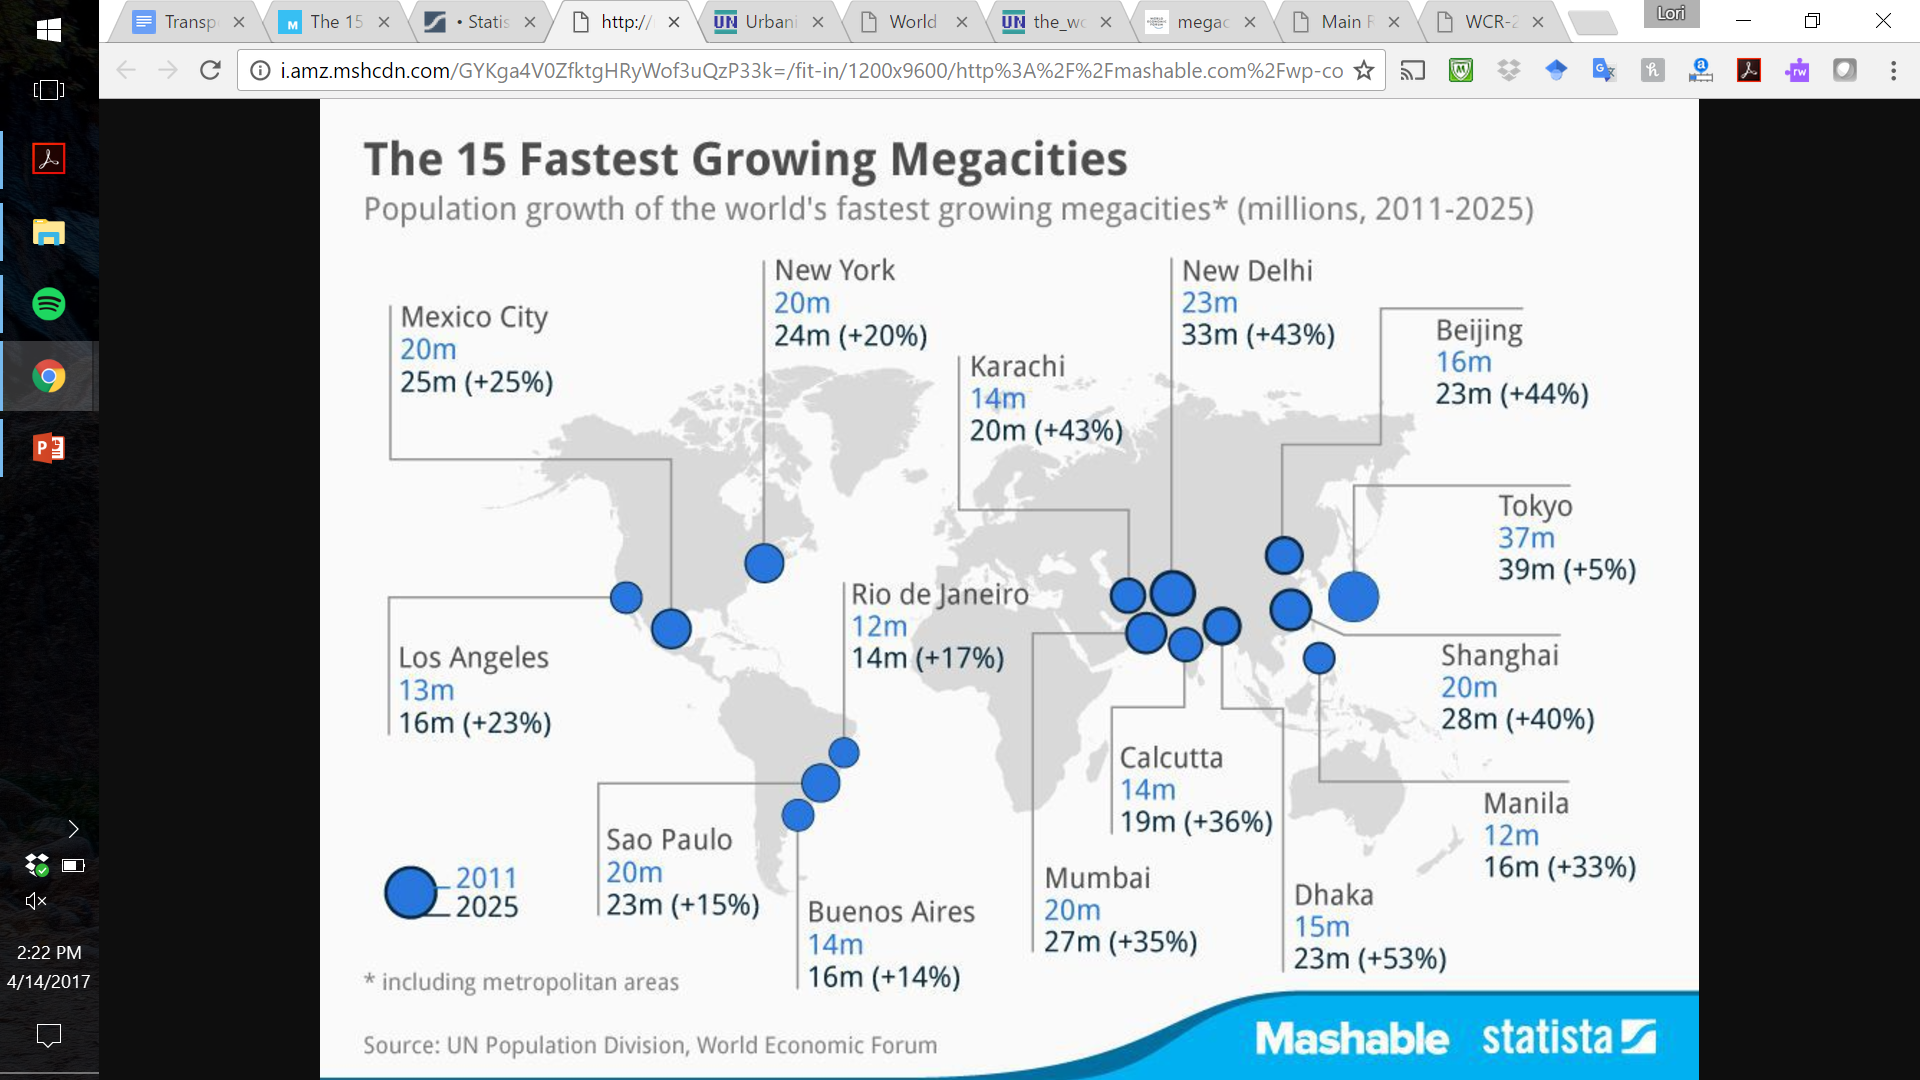 Transp
The 15
• Statis
http://
Urbani
World
the_wo
megac
Main R
WCR-2
Lori
i.amz.mshcdn.com/GYKga4V0ZfktgHRyWof3uQzP33k=/fit-in/1200x9600/http%3A%2F%2Fmashable.com%2Fwp-co
The 15 Fastest Growing Megacities
Population growth of the world's fastest growing megacities* (millions, 2011-2025)
Mexico City
20m
25m (+25%)
New York
20m
24m (+20%)
Karachi
14m
20m (+43%)
New Delhi
23m
33m (+43%)
Beijing
16m
23m (+44%)
Tokyo
37m
39m (+5%)
Los Angeles
13m
16m (+23%)
Rio de Janeiro
12m
14m (+17%)
Shanghai
20m
28m (+40%)
Calcutta
14m
19m (+36%)
Manila
12m
16m (+33%)
Sao Paulo
20m
23m (+15%)
Buenos Aires
14m
16m (+14%)
Mumbai
20m
27m (+35%)
Dhaka
15m
23m (+53%)
2011
2025
* including metropolitan areas
Source: UN Population Division, World Economic Forum
Mashable statista
2:22 PM
4/14/2017